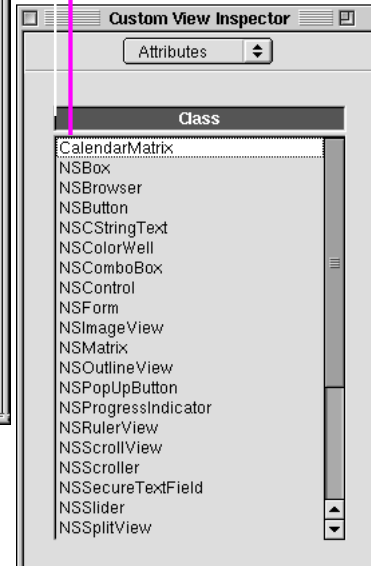 Custom View Inspector
Attributes
Class
CalendarMatrix
NSBox
NSBrowser
NSButton
NSCStringText
NSColorWell
NSComboBox
NSControl
NSForm
NSImageView
NSMatrix
NSOutlineView
NSPopUpButton
NSProgressIndicator
NSRulerView
NSScrollView
NSScroller
NSSecureTextField
NSSlider
NSSplitView